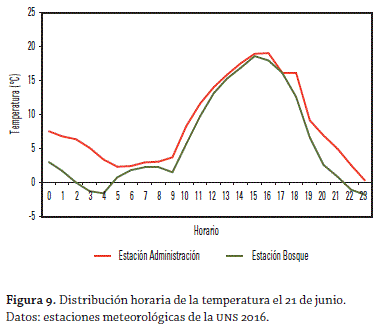 25
20
15
10
5
0
-5
Temperatura (°C)
0 1 2 3 4 5 6 7 8 9 10 11 12 13 14 15 16 17 18 19 20 21 22 23
Horario
Estación Administración Estación Bosque
Figura 9. Distribución horaria de la temperatura el 21 de junio.
Datos: estaciones meteorológicas de la UNS 2016.